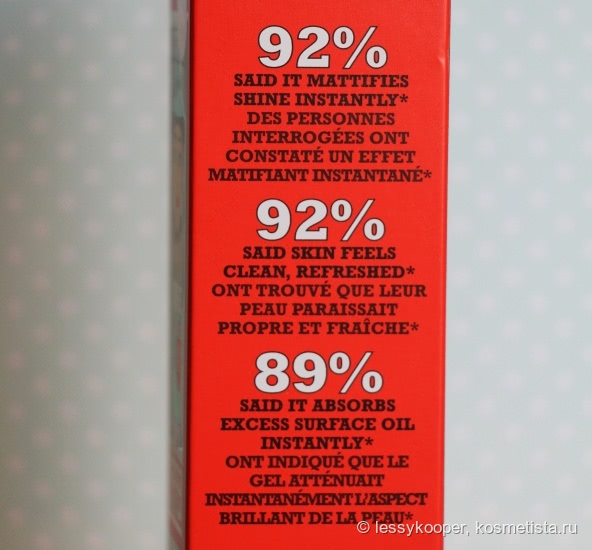 92%
SAID IT MATTIFIES
SHINE INSTANTLY*
DES PERSONNES
INTERROGÉES ONT
CONSTATÉ UN EFFET
MATIFIANT INSTANTANÉ*
92%
SAID SKIN FEELS
CLEAN, REFRESHED*
ONT TROUVÉ QUE LEUR
PEAU PARAISSAIT
PROPRE ET FRAÎCHE*
89%
SAID IT ABSORBS
EXCESS SURFACE OIL
INSTANTLY*
ONT INDIQUÉ QUE LE
GEL ATTÉNUAIT
INSTANTANÉMENT L'ASPECT
BRILLANT DE LA PEAU*
© lessykooper, kosmetista.ru